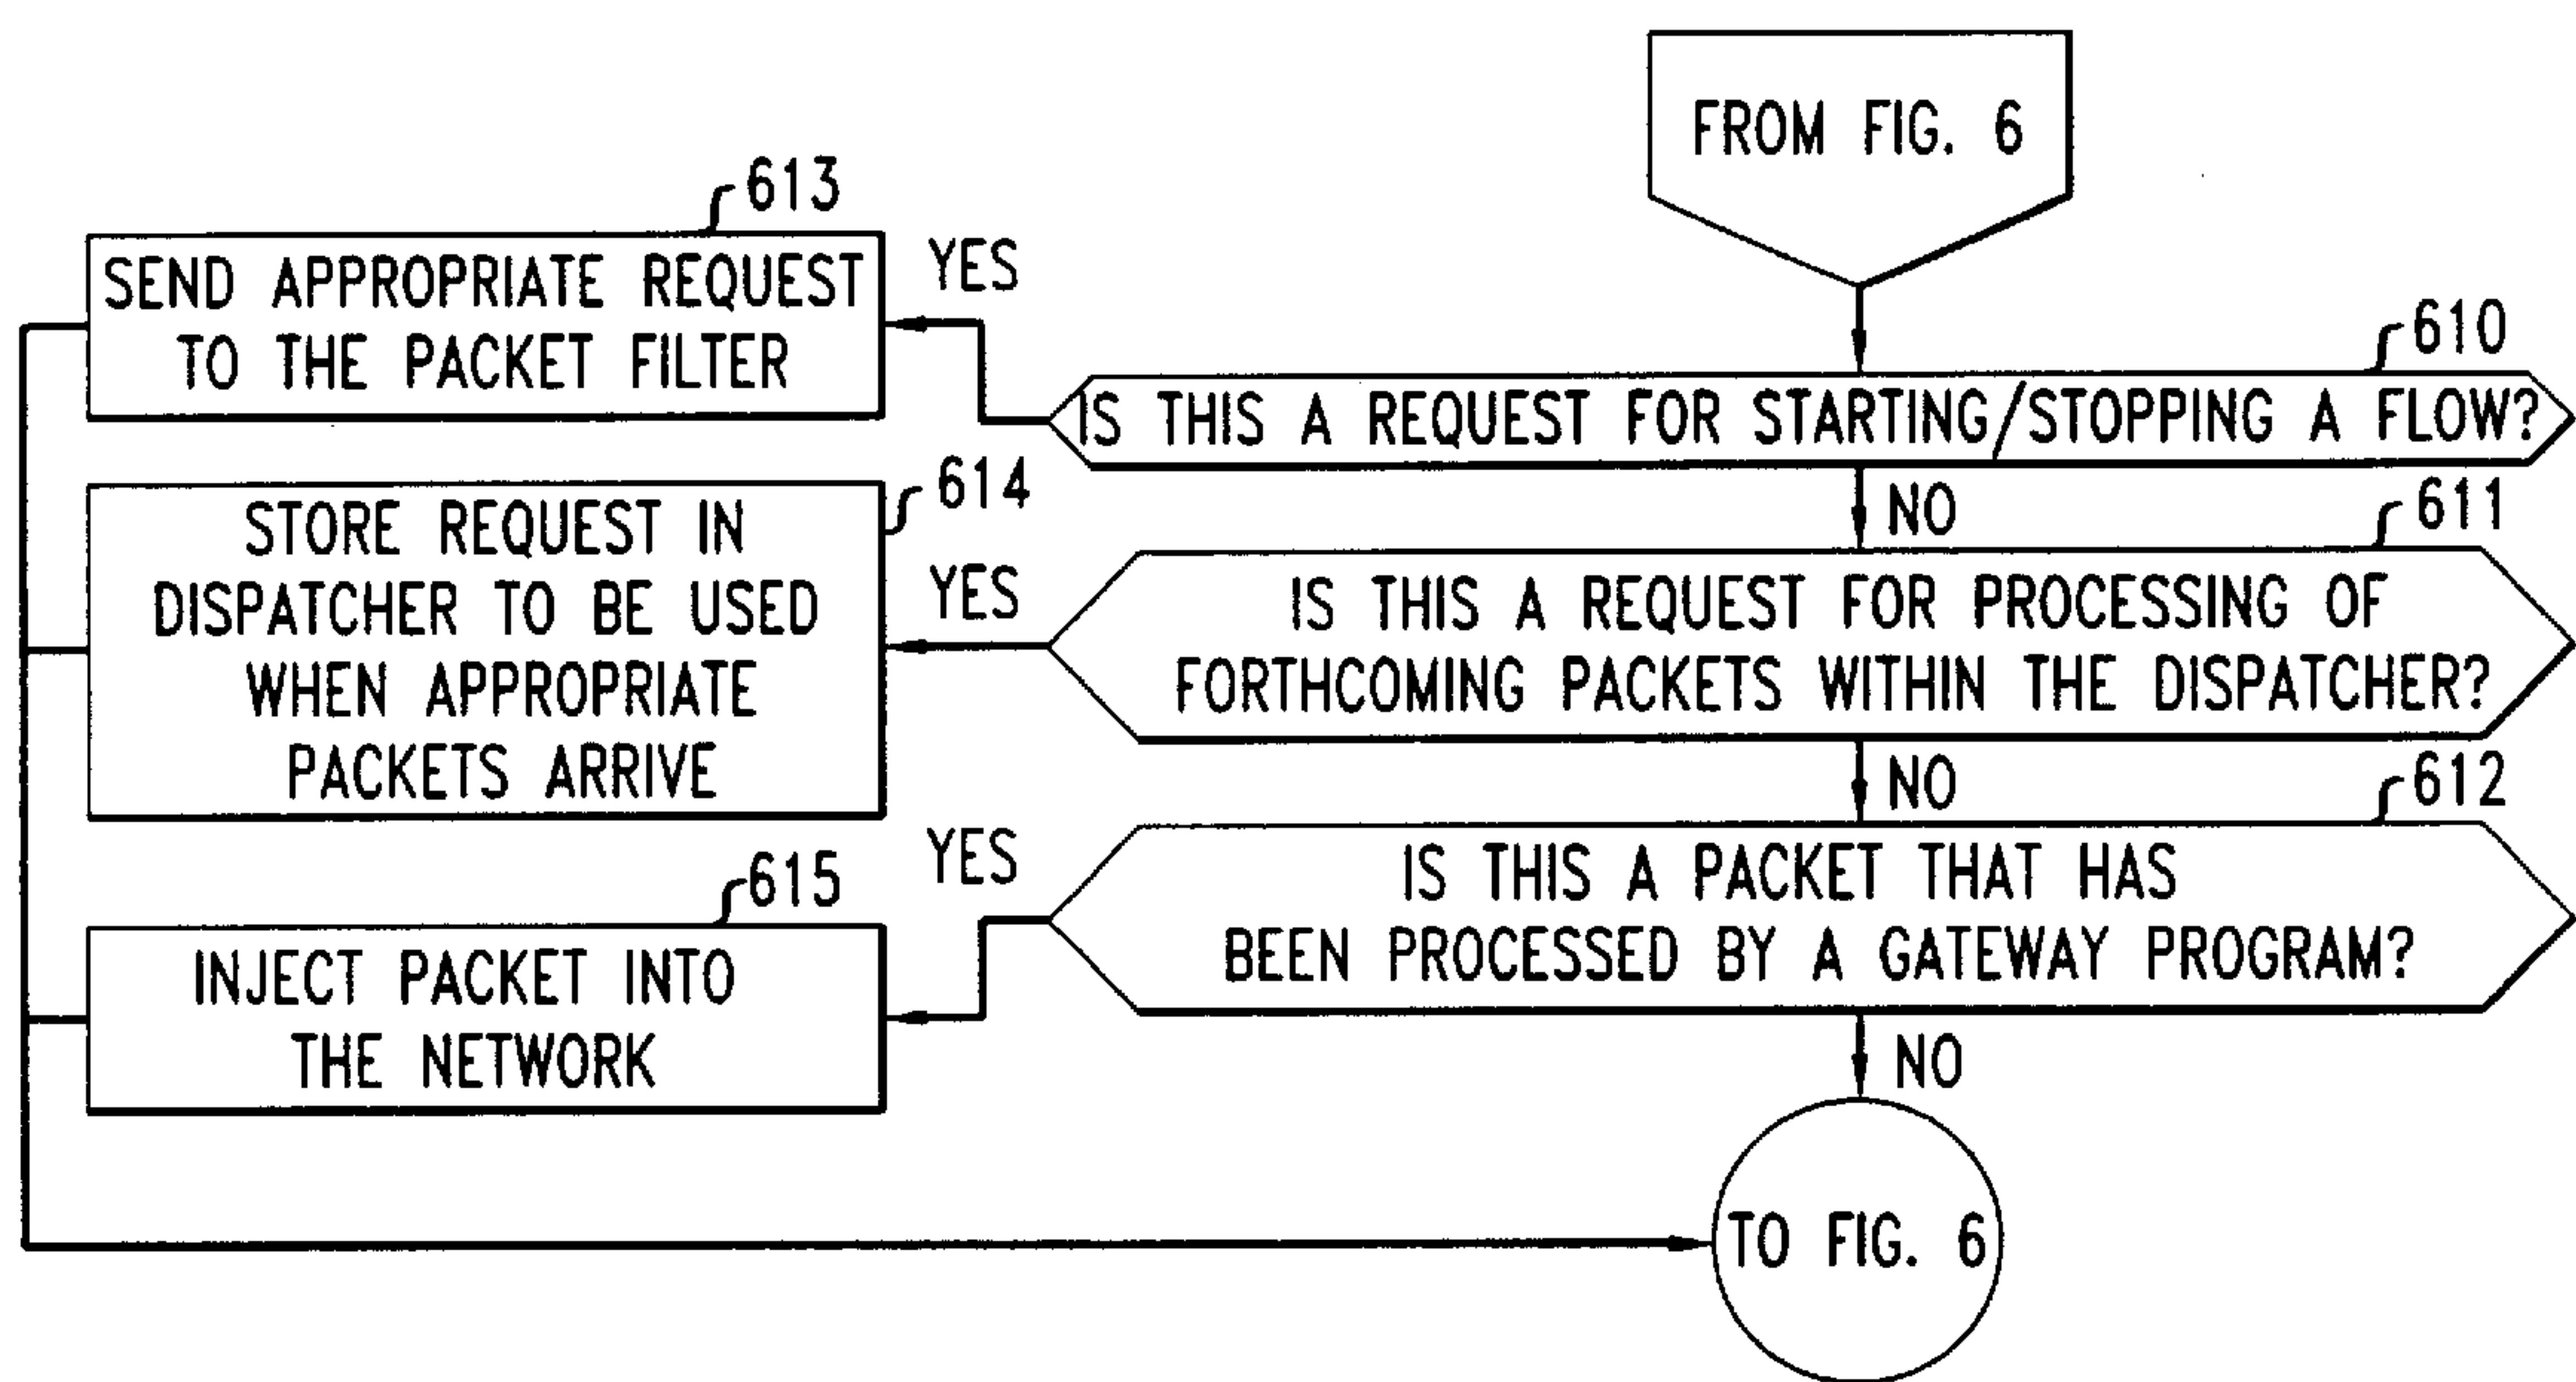 FROM FIG. 6
613
SEND APPROPRIATE REQUEST
TO THE PACKET FILTER
YES
610
IS THIS A REQUEST FOR STARTING/STOPPING A FLOW?
NO
614
STORE REQUEST IN
DISPATCHER TO BE USED
WHEN APPROPRIATE
PACKETS ARRIVE
YES
611
IS THIS A REQUEST FOR PROCESSING OF
FORTHCOMING PACKETS WITHIN THE DISPATCHER?
NO
615
INJECT PACKET INTO
THE NETWORK
YES
612
IS THIS A PACKET THAT HAS
BEEN PROCESSED BY A GATEWAY PROGRAM?
NO
TO FIG. 6